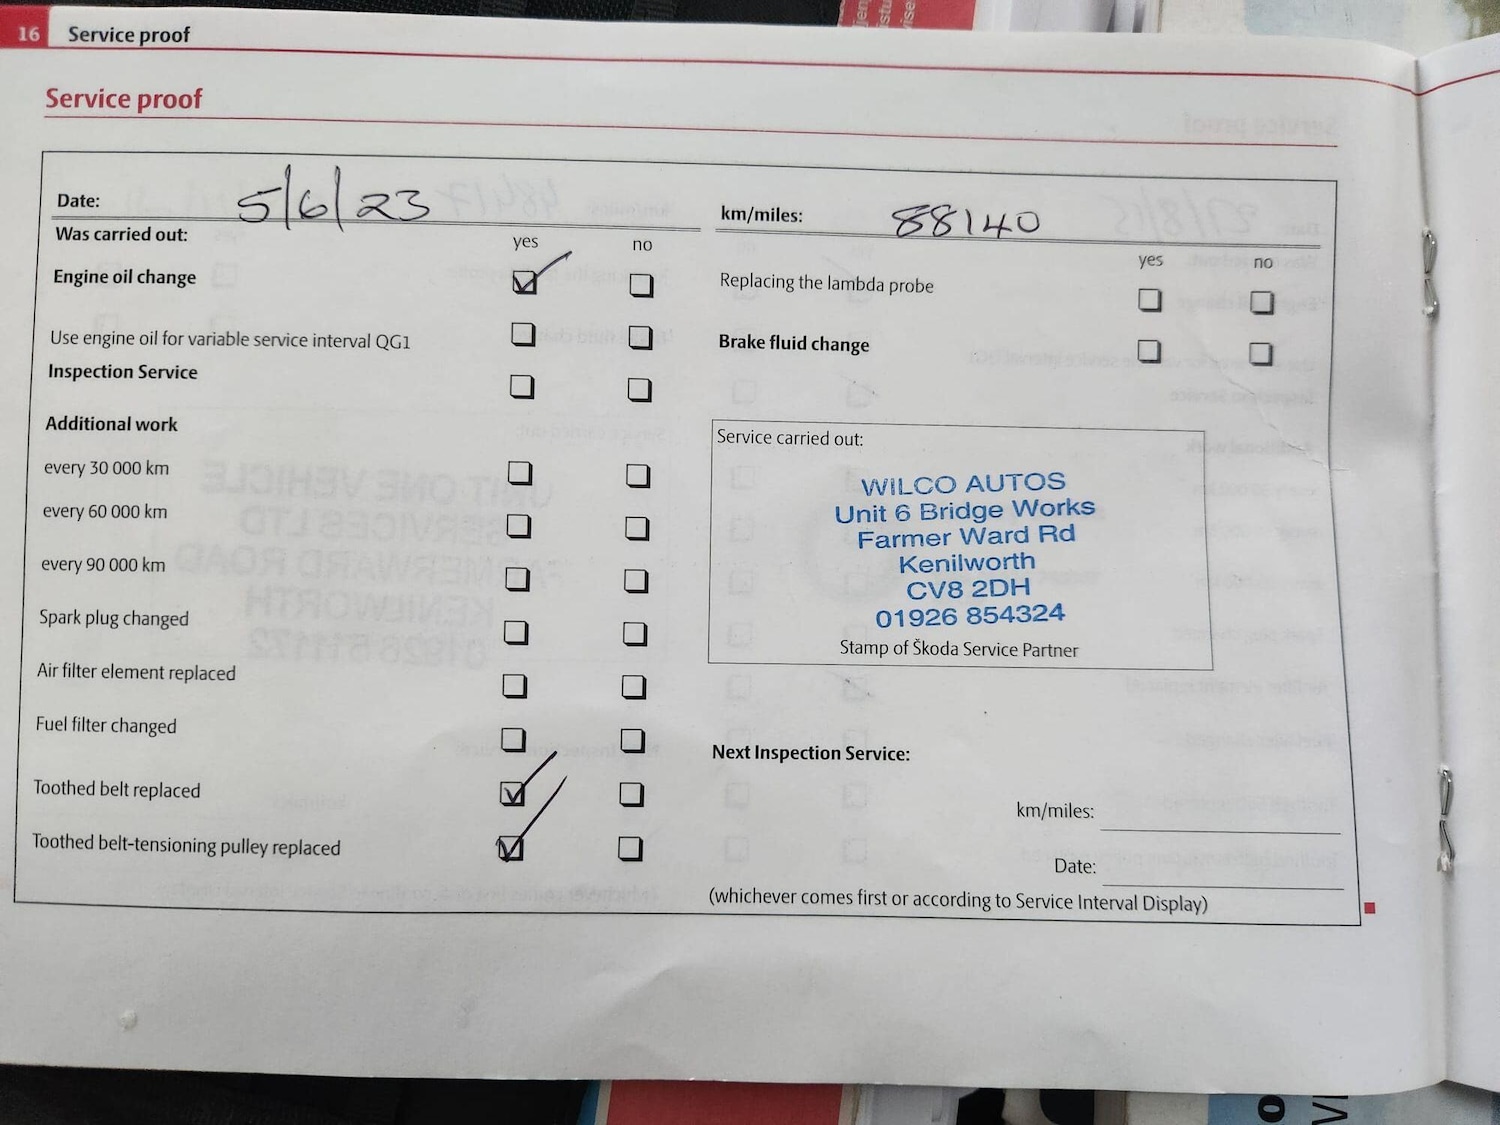 16 Service proof
Service proof
Date: 5/6/23
km/miles: 88140
Was carried out:
yes no
Engine oil change
Use engine oil for variable service interval QG1
Inspection Service
Additional work
every 30 000 km
every 60 000 km
every 90 000 km
Spark plug changed
Air filter element replaced
Fuel filter changed
Toothed belt replaced
Toothed belt-tensioning pulley replaced
yes no
Replacing the lambda probe
Brake fluid change
Service carried out:
WILCO AUTOS
Unit 6 Bridge Works
Farmer Ward Rd
Kenilworth
CV8 2DH
01926 854324
Stamp of Škoda Service Partner
Next Inspection Service:
km/miles:
Date:
(whichever comes first or according to Service Interval Display)